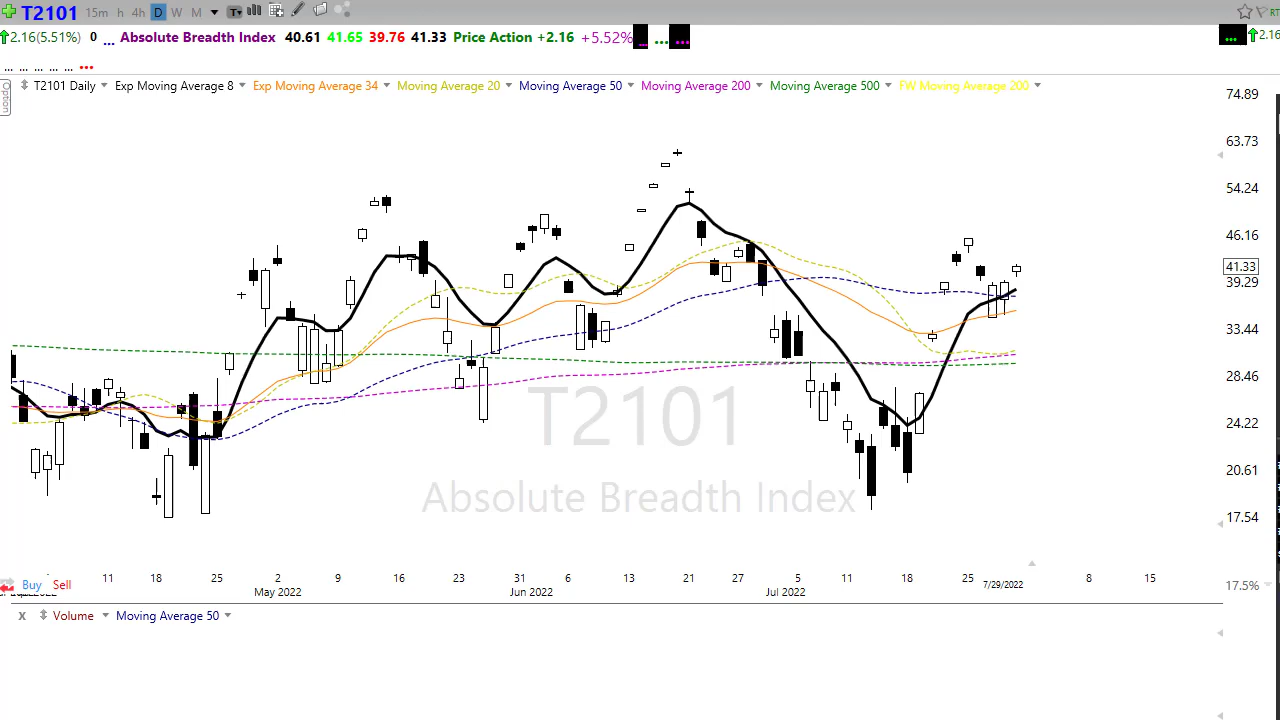 T2101 15m h 4h D W M T RT
2.16(5.51%) 0 ... Absolute Breadth Index 40.61 41.65 39.76 41.33 Price Action +2.16 +5.52% ... ... ... ... 2.16
... ... ... ... ... ...
Option
T2101 Daily Exp Moving Average 8 Exp Moving Average 34 Moving Average 20 Moving Average 50 Moving Average 200 Moving Average 500 FW Moving Average 200
74.89
63.73
54.24
46.16
41.33
39.29
33.44
28.46
24.22
20.61
17.54
T2101
Absolute Breadth Index
11 18 25 2 9 16 23 31 6 13 21 27 5 11 18 25 7/29/2022 8 15
May 2022 Jun 2022 Jul 2022
Buy Sell
17.5%
X Volume Moving Average 50